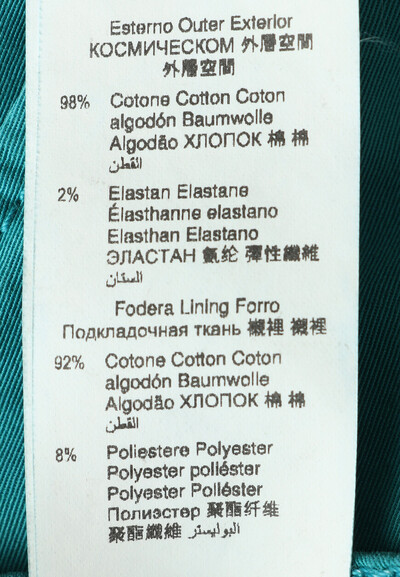 Esterno Outer Exterior
КОСМИЧЕСКОМ 外層空間
外層空間
98% Cotone Cotton Coton
algodón Baumwolle
Algodão ХЛОПОК 棉 棉
القطن
2% Elastan Elastane
Élasthanne elastano
Elasthan Elastano
ЭЛАСТАН 氨纶 彈性纖維
الستان
Fodera Lining Forro
Подкладочная ткань 襯裡 襯裡
92% Cotone Cotton Coton
algodón Baumwolle
Algodão ХЛОПОК 棉 棉
القطن
8% Poliestere Polyester
Polyester poliéster
Polyester Poliéster
Полиэстер 聚酯纤维
聚酯纖維 البوليستر